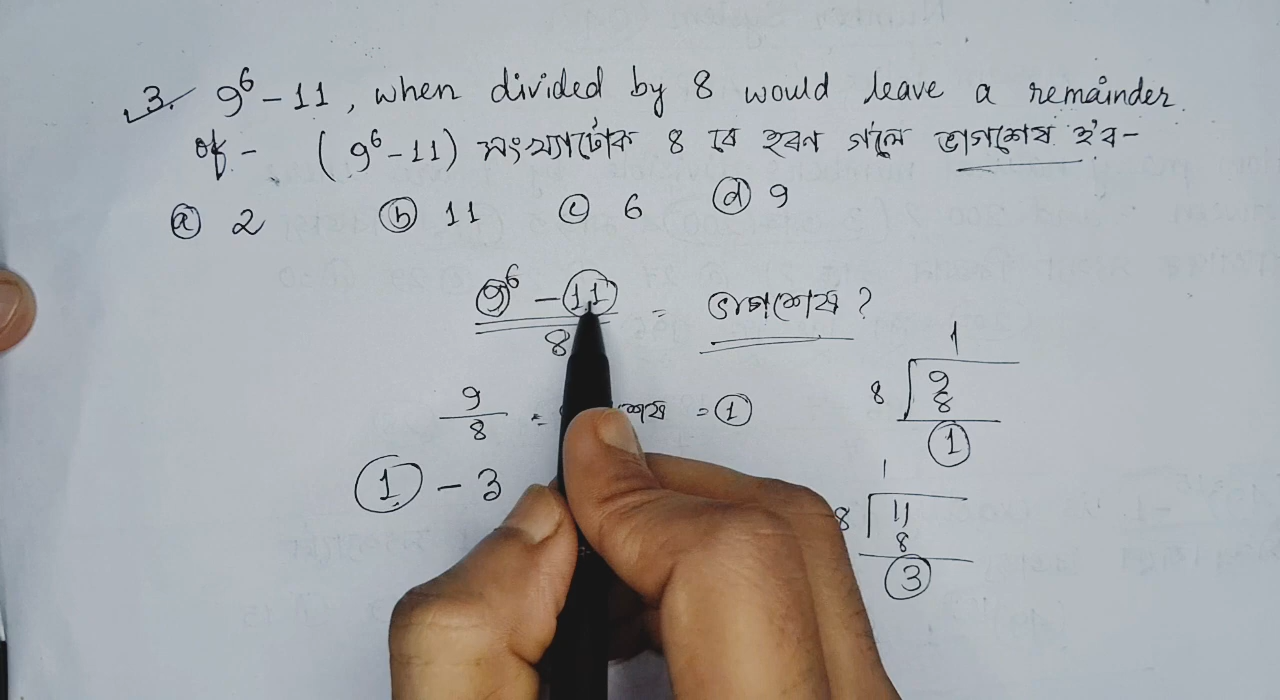 3. 9⁶ - 11, when divided by 8 would leave a remainder
of - (9⁶ - 11) সংখ্যাটোক 8 ৰে হৰণ গ'লে ভাগশেষ হ'ব -
ⓐ 2 ⓑ 11 ⓒ 6 ⓓ 9
9⁶ - 11 = ভাগশেষ ?
8
1
8 9
8
1
9 = = 1
8
1 - 3
1
8 11
8
3